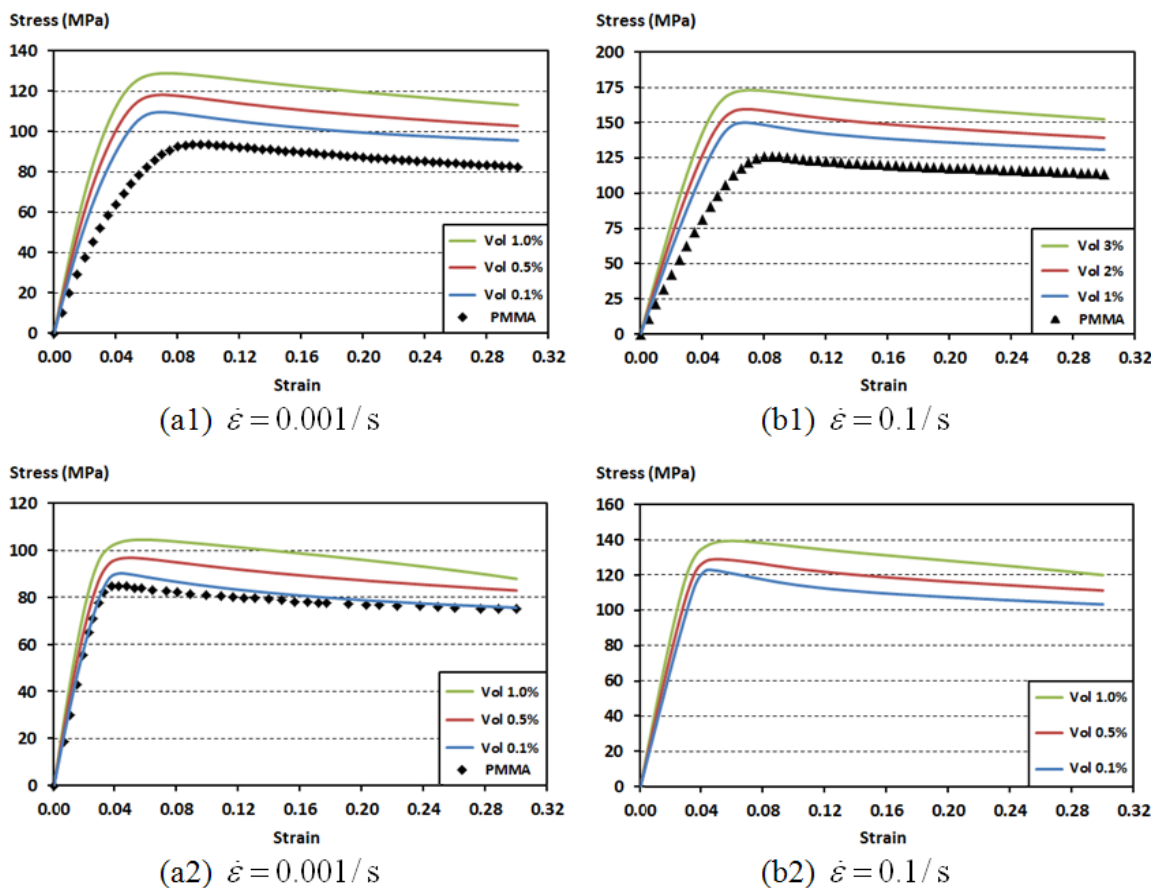 Stress (MPa)
140
120
100
80
60
40
20
0
0.00 0.04 0.08 0.12 0.16 0.20 0.24 0.28 0.32
Strain
Vol 1.0%
Vol 0.5%
Vol 0.1%
PMMA
(a1) ε̇ = 0.001/ s
Stress (MPa)
200
175
150
125
100
75
50
25
0
0.00 0.04 0.08 0.12 0.16 0.20 0.24 0.28 0.32
Strain
Vol 3%
Vol 2%
Vol 1%
PMMA
(b1) ε̇ = 0.1/ s
Stress (MPa)
120
100
80
60
40
20
0
0.00 0.04 0.08 0.12 0.16 0.20 0.24 0.28 0.32
Strain
Vol 1.0%
Vol 0.5%
Vol 0.1%
PMMA
(a2) ε̇ = 0.001/ s
Stress (MPa)
160
140
120
100
80
60
40
20
0
0.00 0.04 0.08 0.12 0.16 0.20 0.24 0.28 0.32
Strain
Vol 1.0%
Vol 0.5%
Vol 0.1%
(b2) ε̇ = 0.1/ s